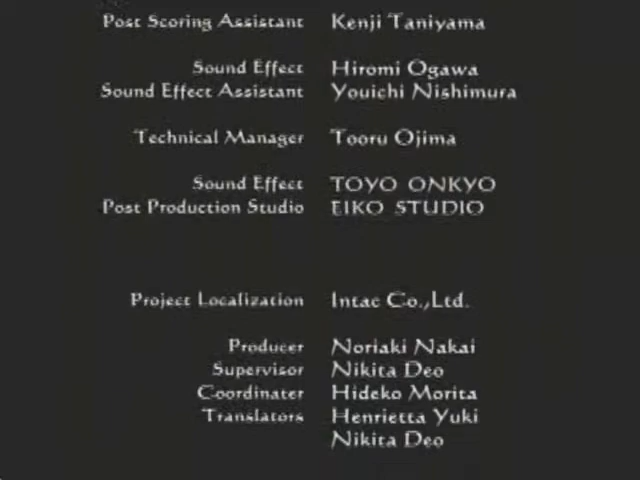 Post Scoring Assistant Kenji Taniyama
Sound Effect Hiromi Ogawa
Sound Effect Assistant Youichi Nishimura
Technical Manager Tooru Ojima
Sound Effect TOYO ONKYO
Post Production Studio EIKO STUDIO
Project Localization Intac Co.,Ltd.
Producer Noriaki Nakai
Supervisor Nikita Deo
Coordinater Hideko Morita
Translators Henrietta Yuki
Nikita Deo